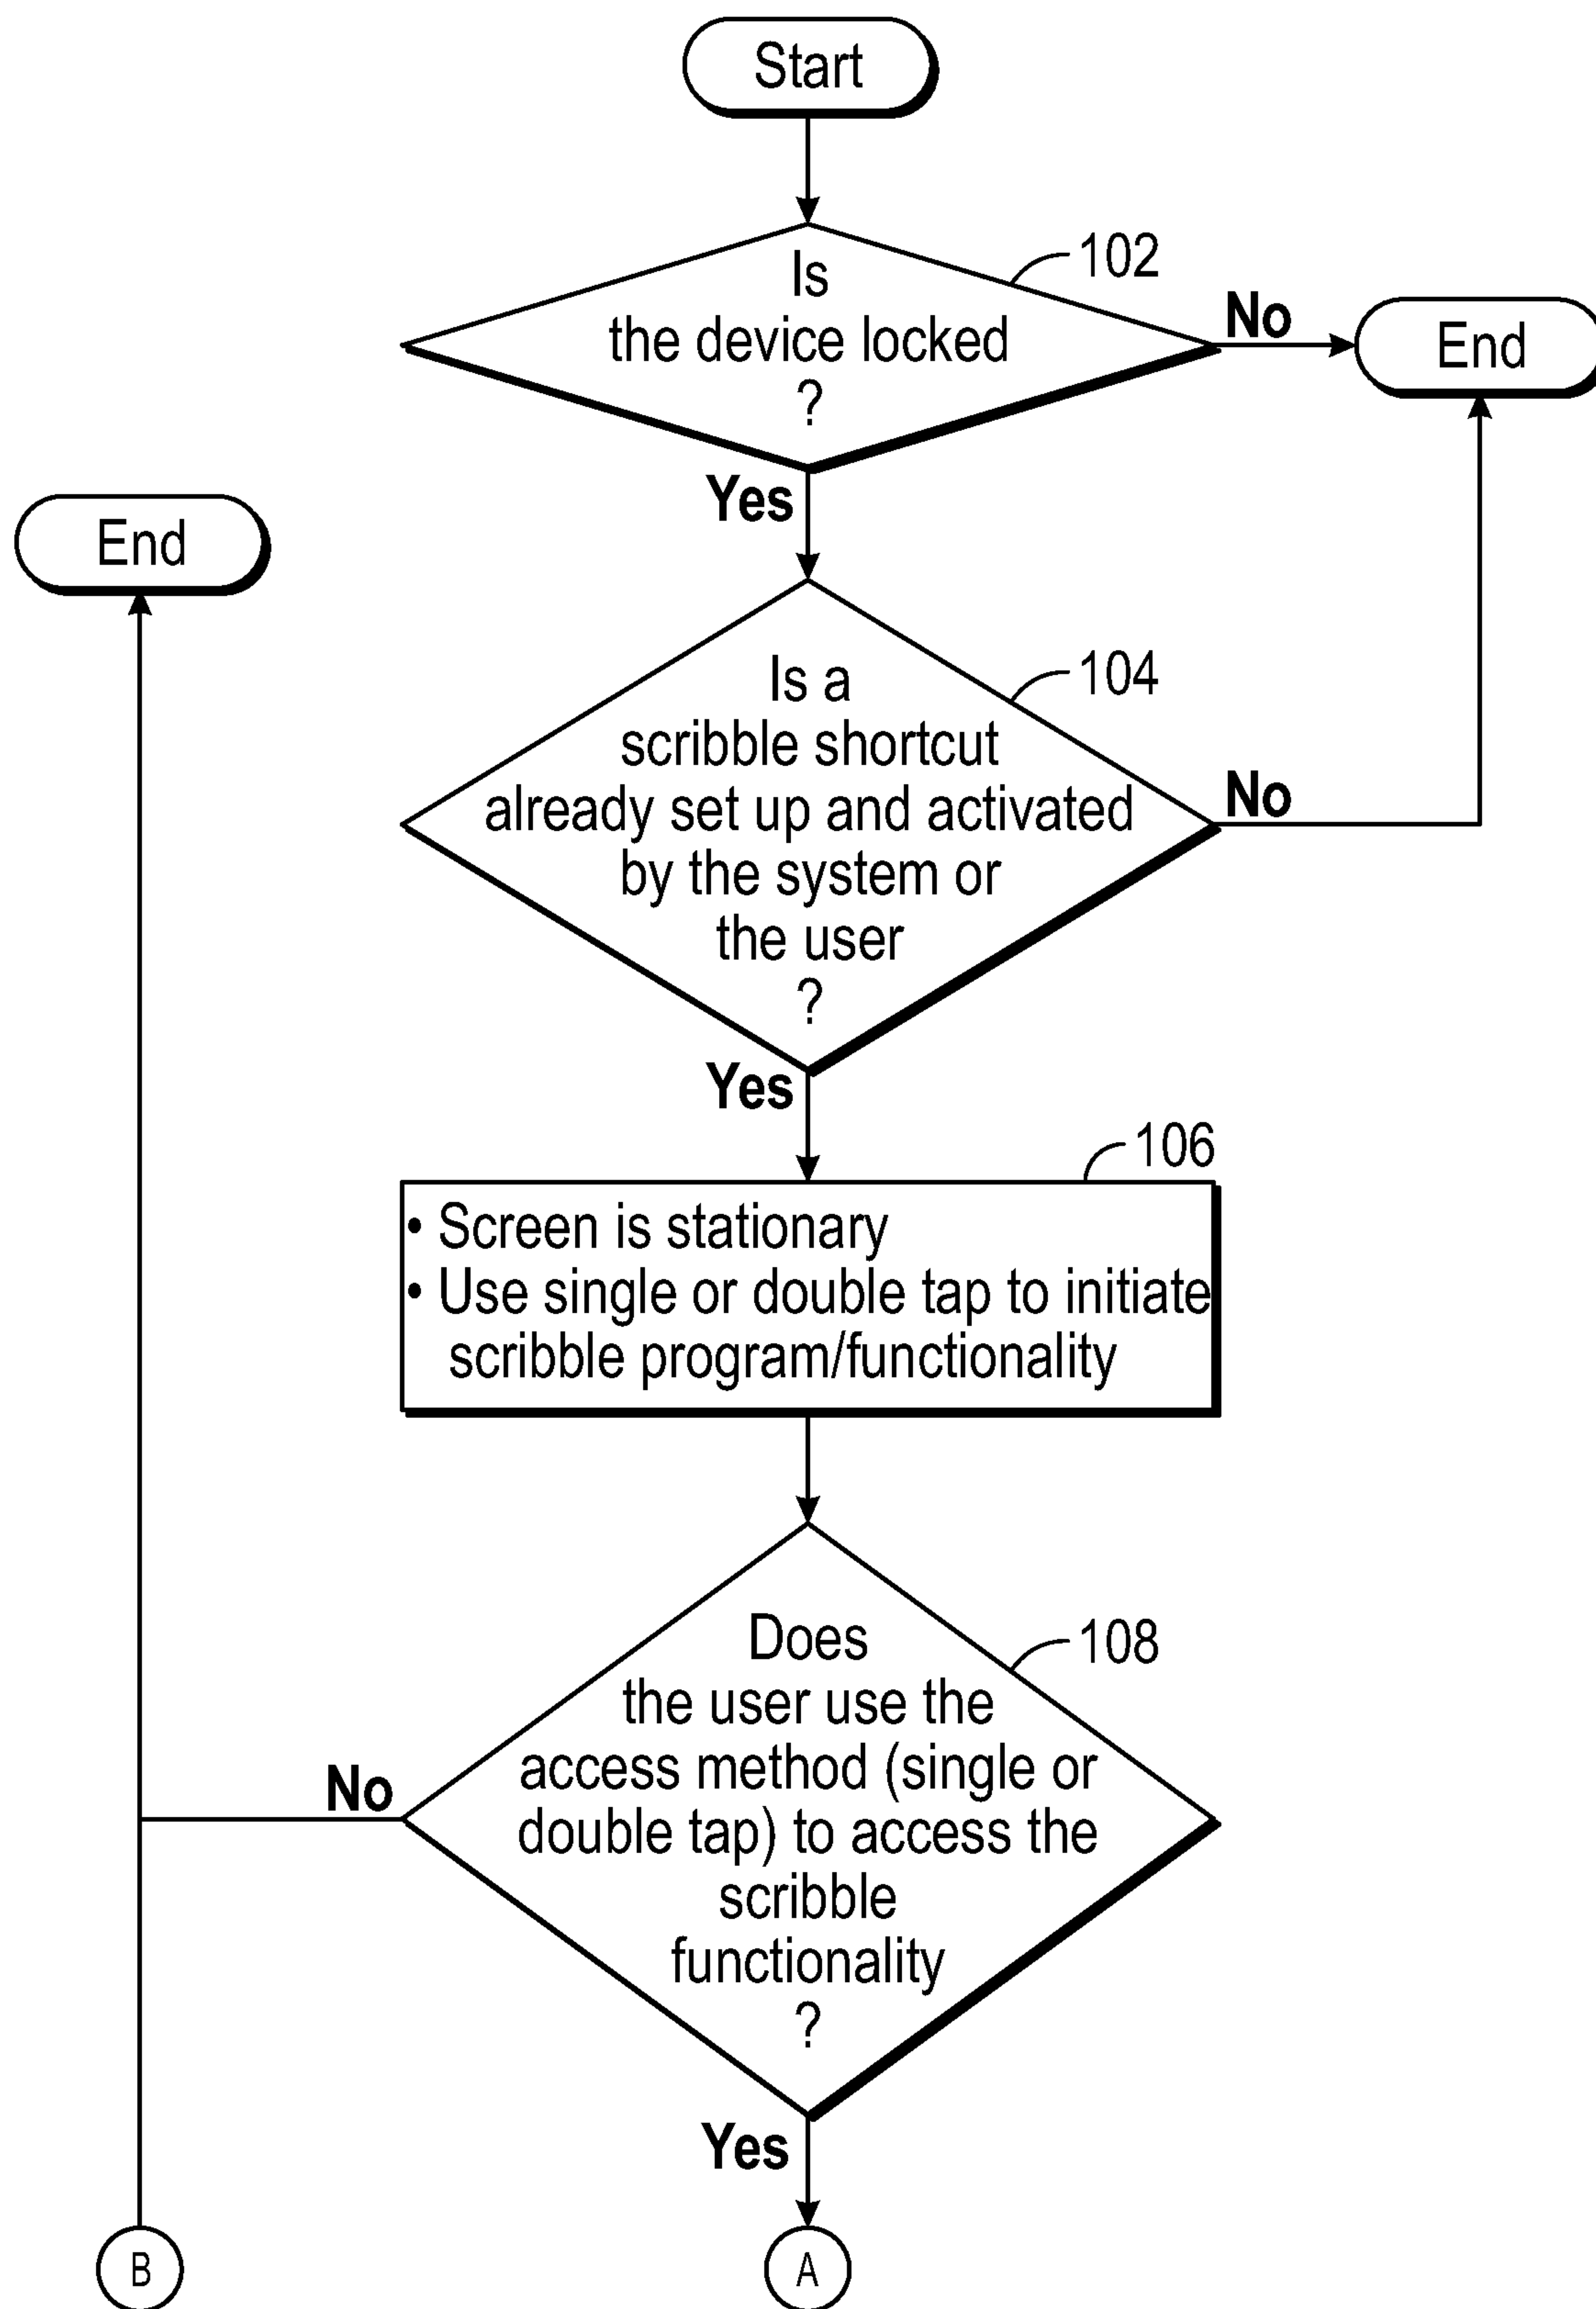 Start
Is
the device locked
?
102
No
End
Yes
End
Is a
scribble shortcut
already set up and activated
by the system or
the user
?
104
No
Yes
106
• Screen is stationary
• Use single or double tap to initiate
scribble program/functionality
Does
the user use the
access method (single or
double tap) to access the
scribble
functionality
?
108
No
Yes
B
A